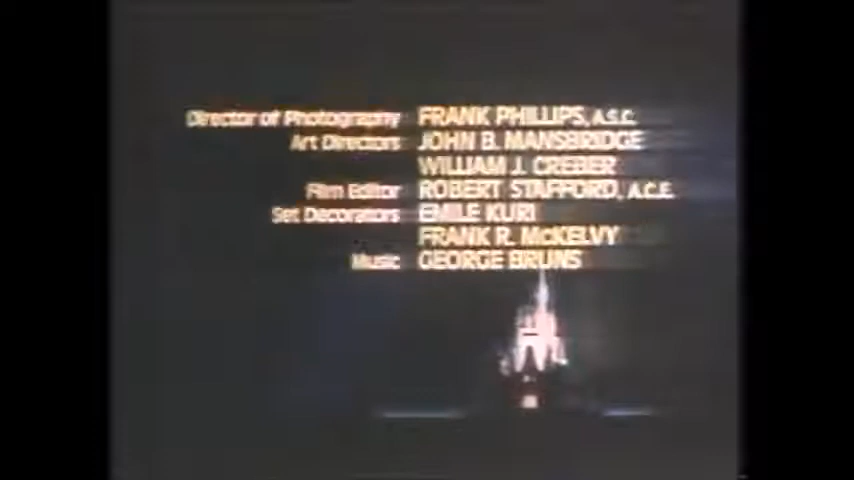 Director of Photography FRANK PHILLIPS, A.S.C.
Art Directors JOHN B. MANSBRIDGE
WILLIAM J. CREBER
Film Editor ROBERT STAFFORD, A.C.E.
Set Decorators EMILE KURI
FRANK R. McKELVY
Music GEORGE BRUNS